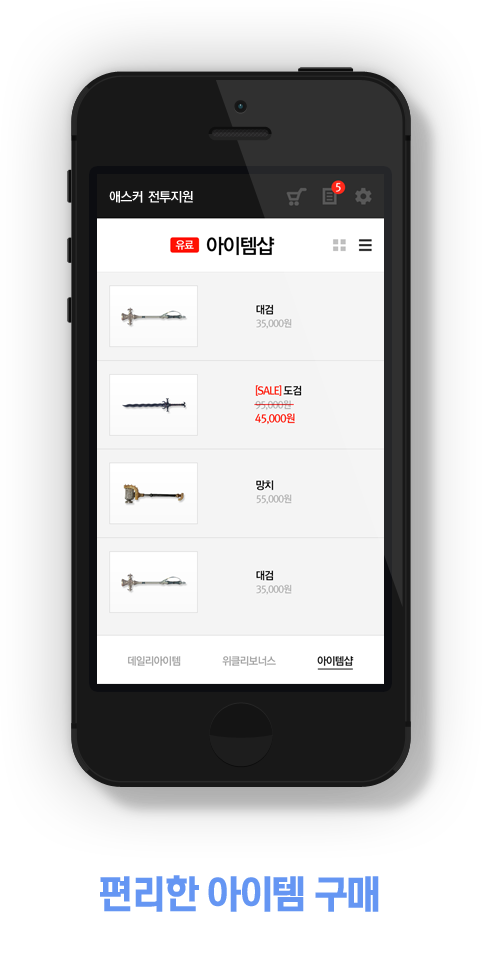 애스커 전투지원
5
유료 아이템샵
대검
35,000원
[SALE] 도검
95,000원
45,000원
망치
55,000원
대검
35,000원
데일리아이템 위클리보너스 아이템샵
편리한 아이템 구매